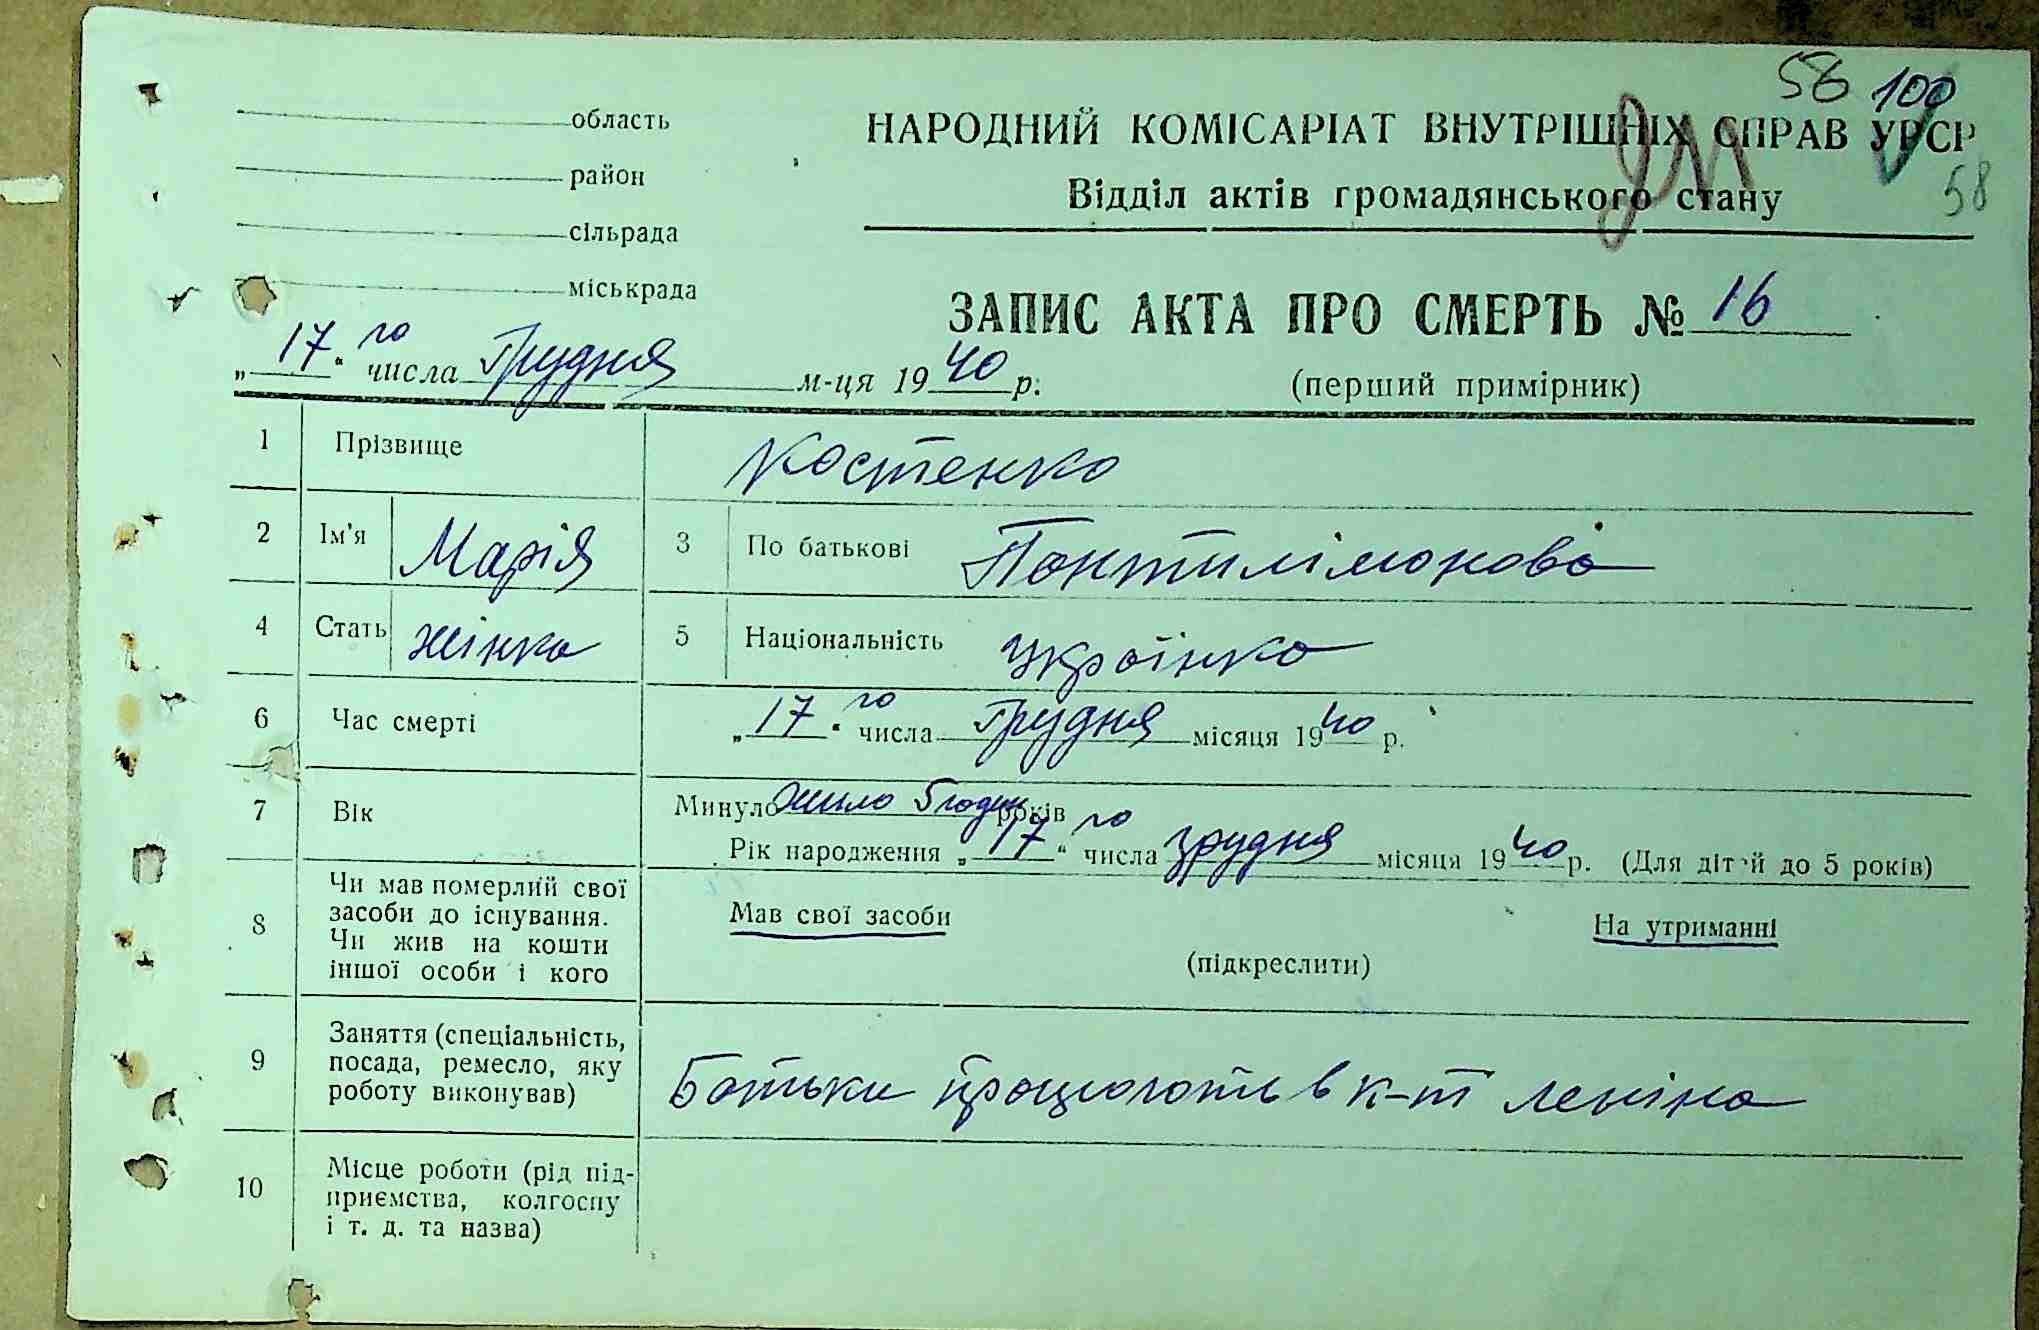 56 100
область
НАРОДНИЙ КОМІСАРІАТ ВНУТРІШНІХ СПРАВ УРСР
район
Відділ актів громадянського стану
58
сільрада
міськрада
ЗАПИС АКТА ПРО СМЕРТЬ № 16
„17“ го числа Грудня м-ця 1940 р.
(перший примірник)
1 Прізвище Костенко
2 Ім'я Марія 3 По батькові Понтилімонова
4 Стать жінка 5 Національність Українка
6 Час смерті „17“ го числа Грудня місяця 1940 р.
7 Вік Минуло жило 5 годин років
Рік народження „17“ го числа грудня місяця 1940 р. (Для дітей до 5 років)
8 Чи мав померлий свої засоби до існування. Чи жив на кошти іншої особи і кого Мав свої засоби На утриманні
(підкреслити)
9 Заняття (спеціальність, посада, ремесло, яку роботу виконував) Батьки працюють в к-т леніна
10 Місце роботи (рід підприємства, колгоспу і т. д. та назва)